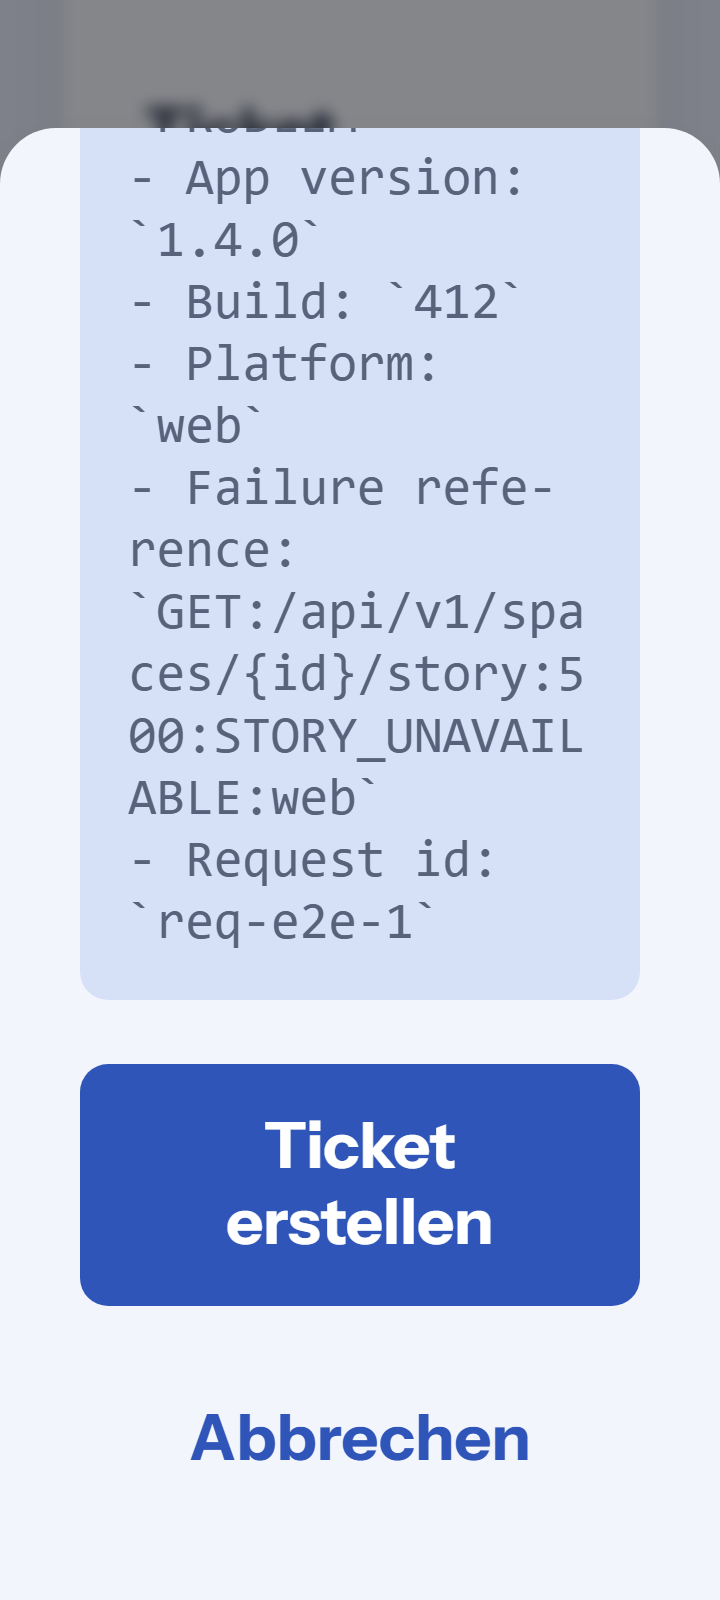 Ticket
- App version:
`1.4.0`
- Build: `412`
- Platform:
`web`
- Failure refe-
rence:
`GET:/api/v1/spa
ces/{id}/story:5
00:STORY_UNAVAIL
ABLE:web`
- Request id:
`req-e2e-1`
Ticket
erstellen
Abbrechen